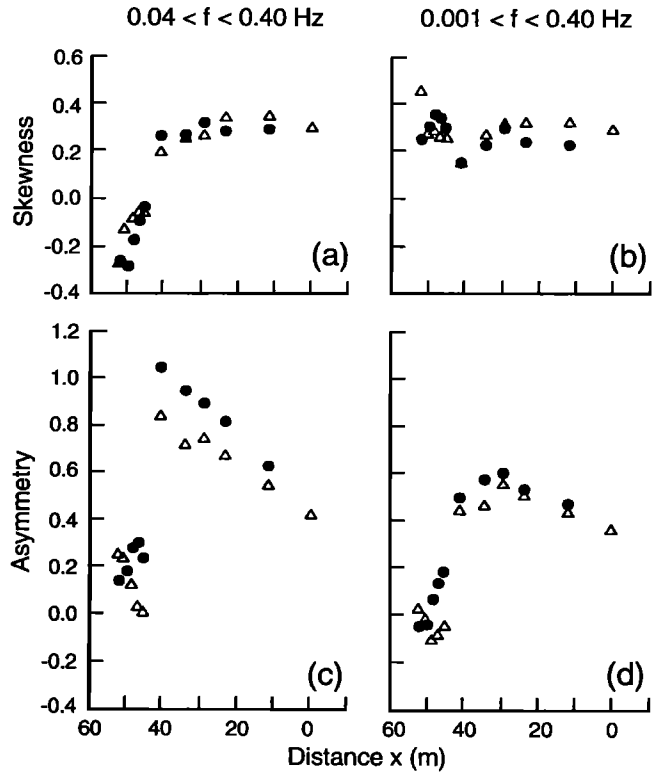 0.04 < f < 0.40 Hz
0.001 < f < 0.40 Hz
0.6
0.4
0.2
0.0
-0.2
-0.4
Skewness
(a)
(b)
1.2
1.0
0.8
0.6
0.4
0.2
0.0
-0.2
-0.4
Asymmetry
(c)
(d)
60 40 20 0
60 40 20 0
Distance x (m)